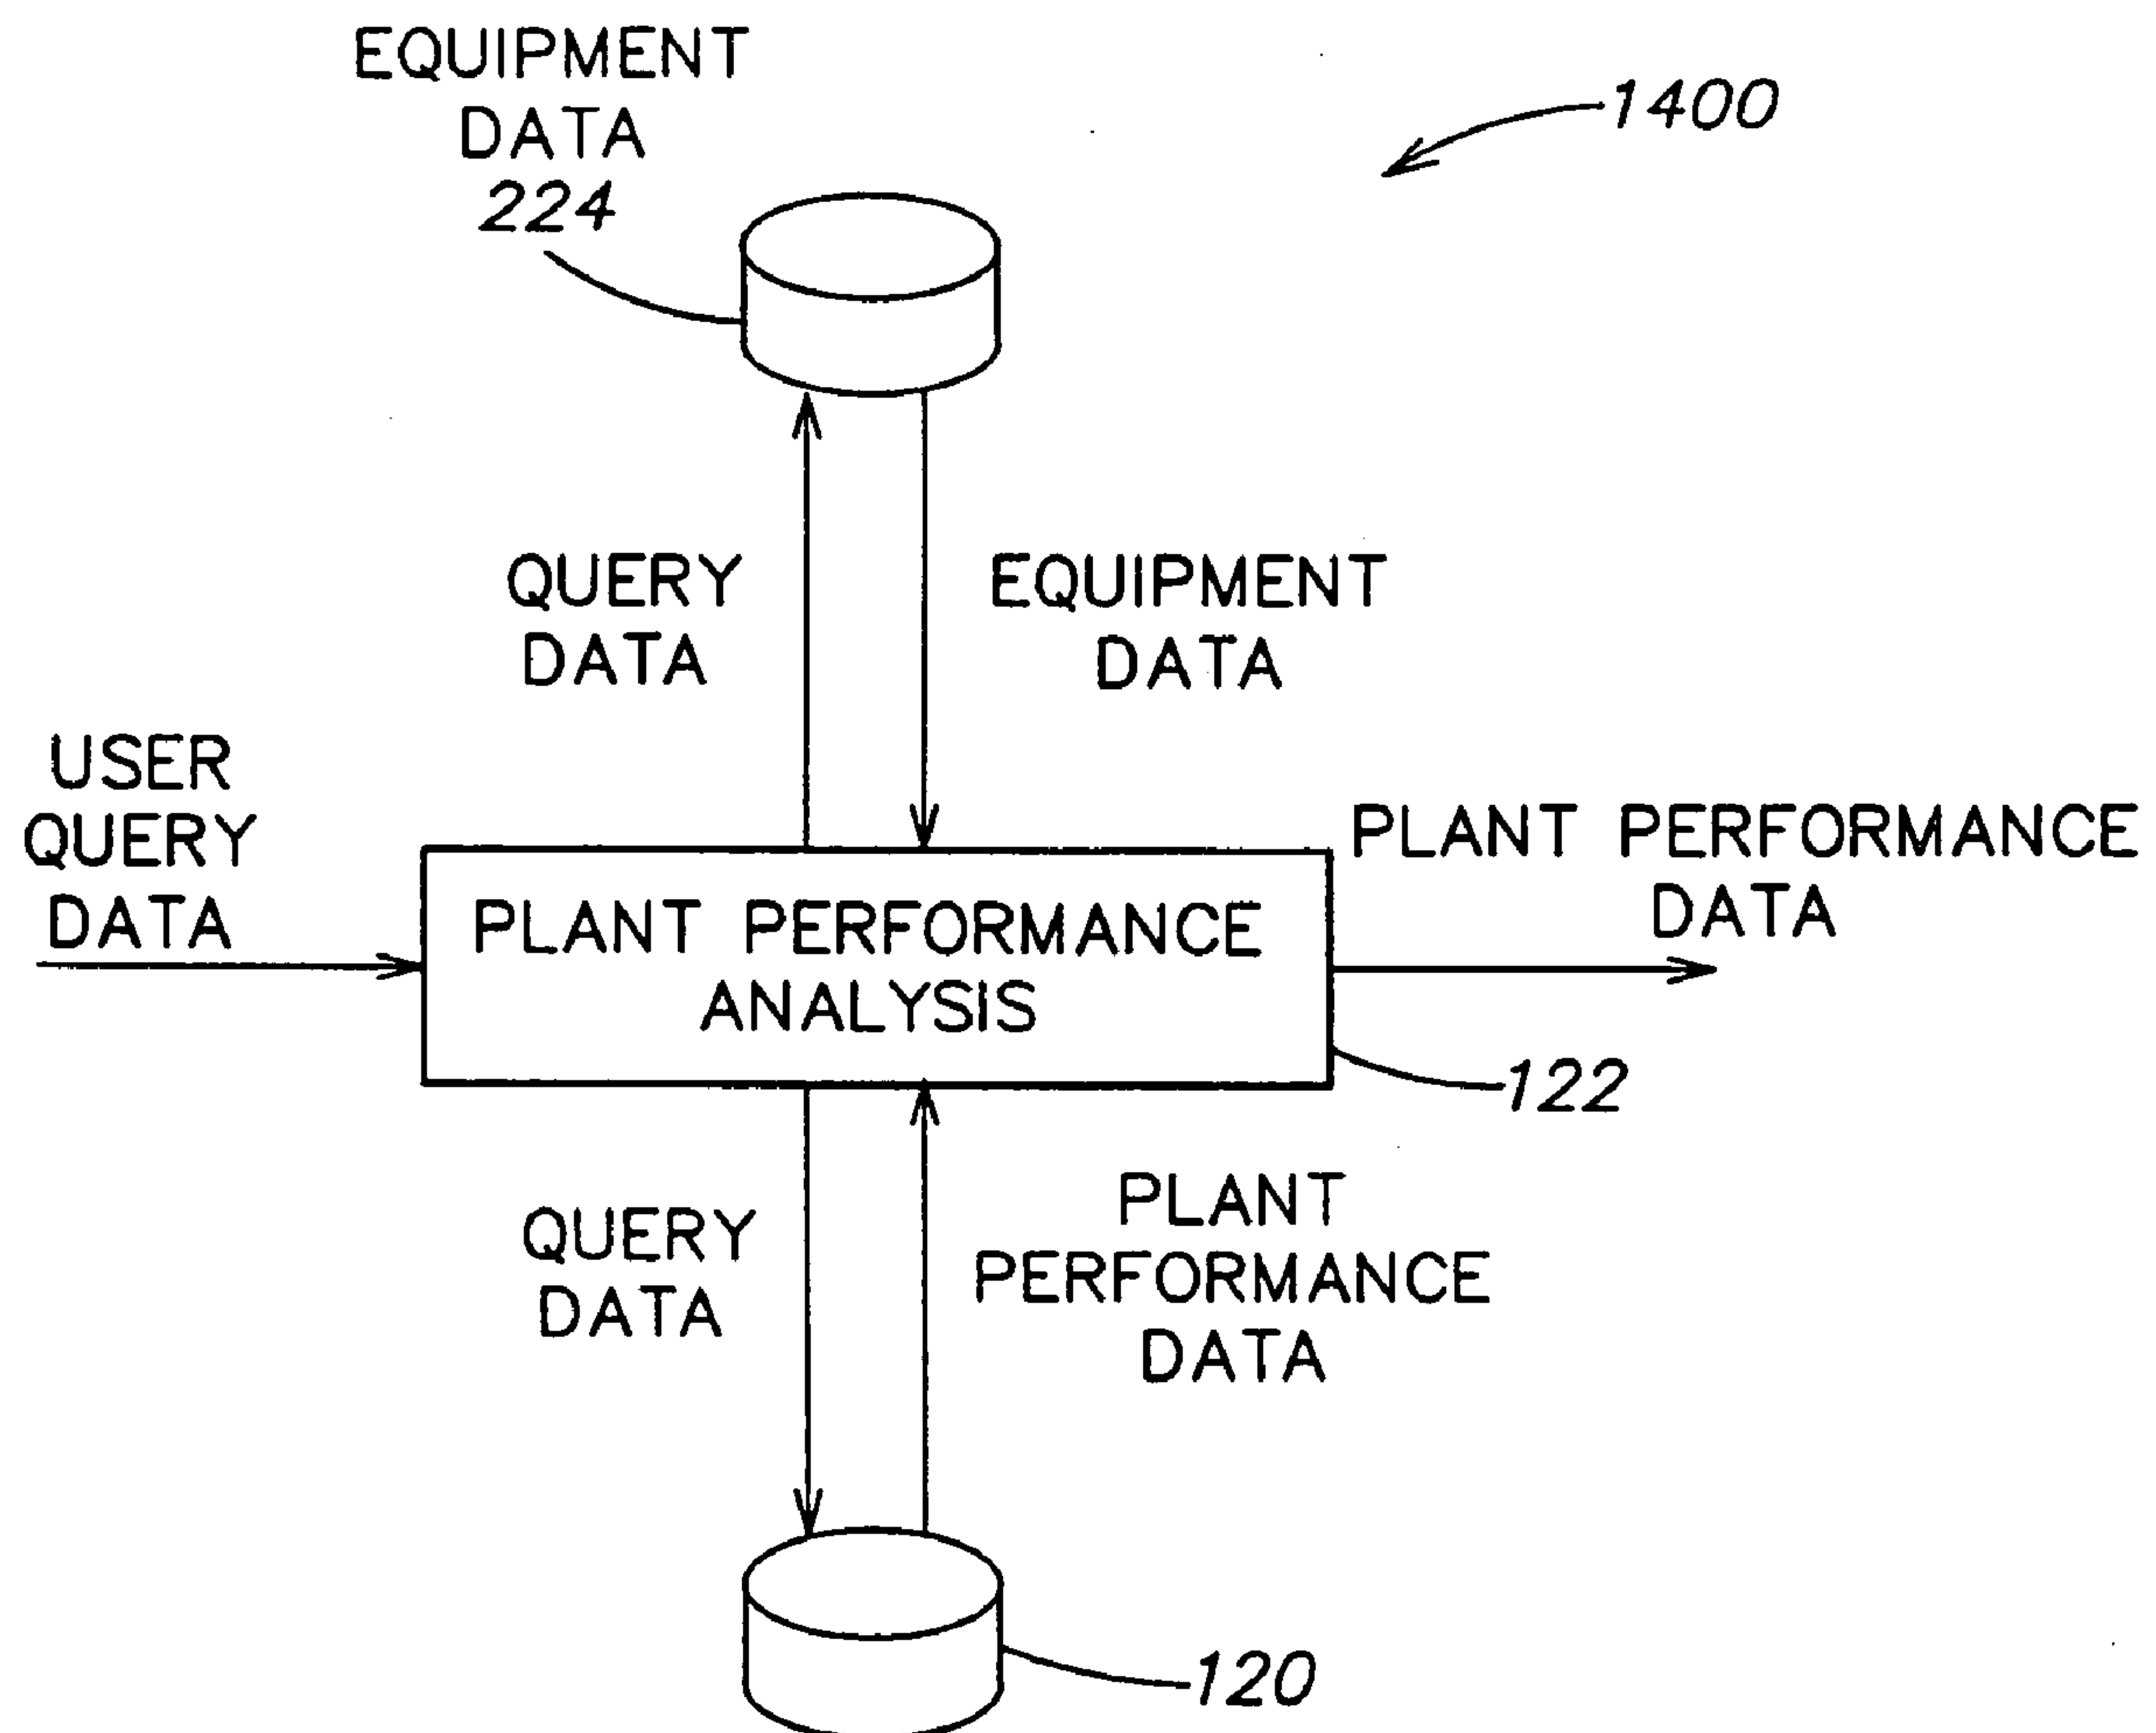 EQUIPMENT
DATA
224
1400
QUERY
DATA
EQUIPMENT
DATA
USER
QUERY
DATA
PLANT PERFORMANCE
ANALYSIS
PLANT PERFORMANCE
DATA
122
QUERY
DATA
PLANT
PERFORMANCE
DATA
120